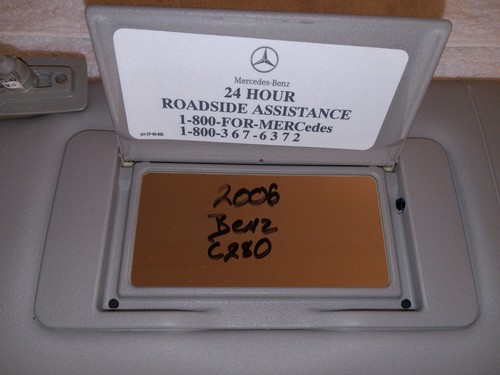 Mercedes-Benz
24 HOUR
ROADSIDE ASSISTANCE
1-800-FOR-MERCedes
1-800-367-6372
2006
Benz
C280